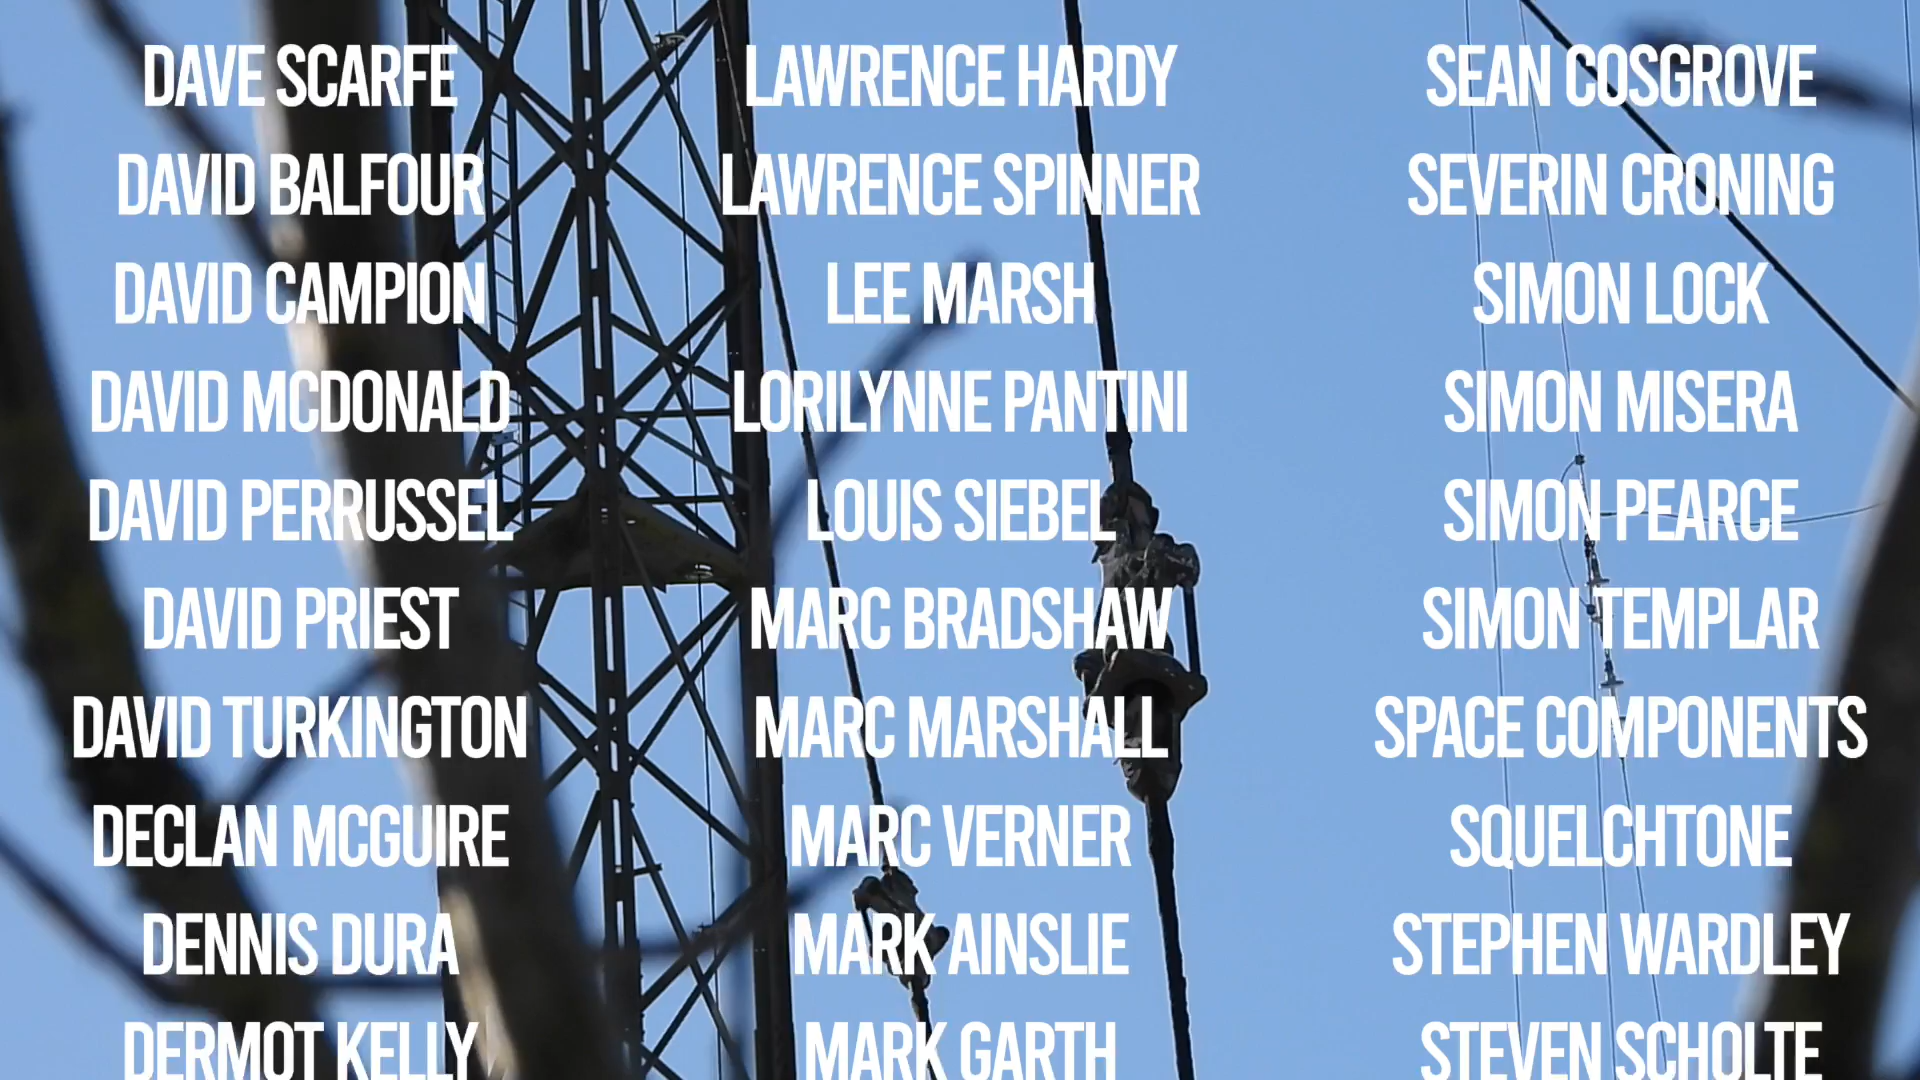 DAVE SCARFE
DAVID BALFOUR
DAVID CAMPION
DAVID MCDONALD
DAVID PERRUSSEL
DAVID PRIEST
DAVID TURKINGTON
DECLAN MCGUIRE
DENNIS DURA
DERMOT KELLY
LAWRENCE HARDY
LAWRENCE SPINNER
LEE MARSH
LORILYNNE PANTINI
LOUIS SIEBEL
MARC BRADSHAW
MARC MARSHALL
MARC VERNER
MARK AINSLIE
MARK GARTH
SEAN COSGROVE
SEVERIN CRONING
SIMON LOCK
SIMON MISERA
SIMON PEARCE
SIMON TEMPLAR
SPACE COMPONENTS
SQUELCHTONE
STEPHEN WARDLEY
STEVEN SCHOLTE